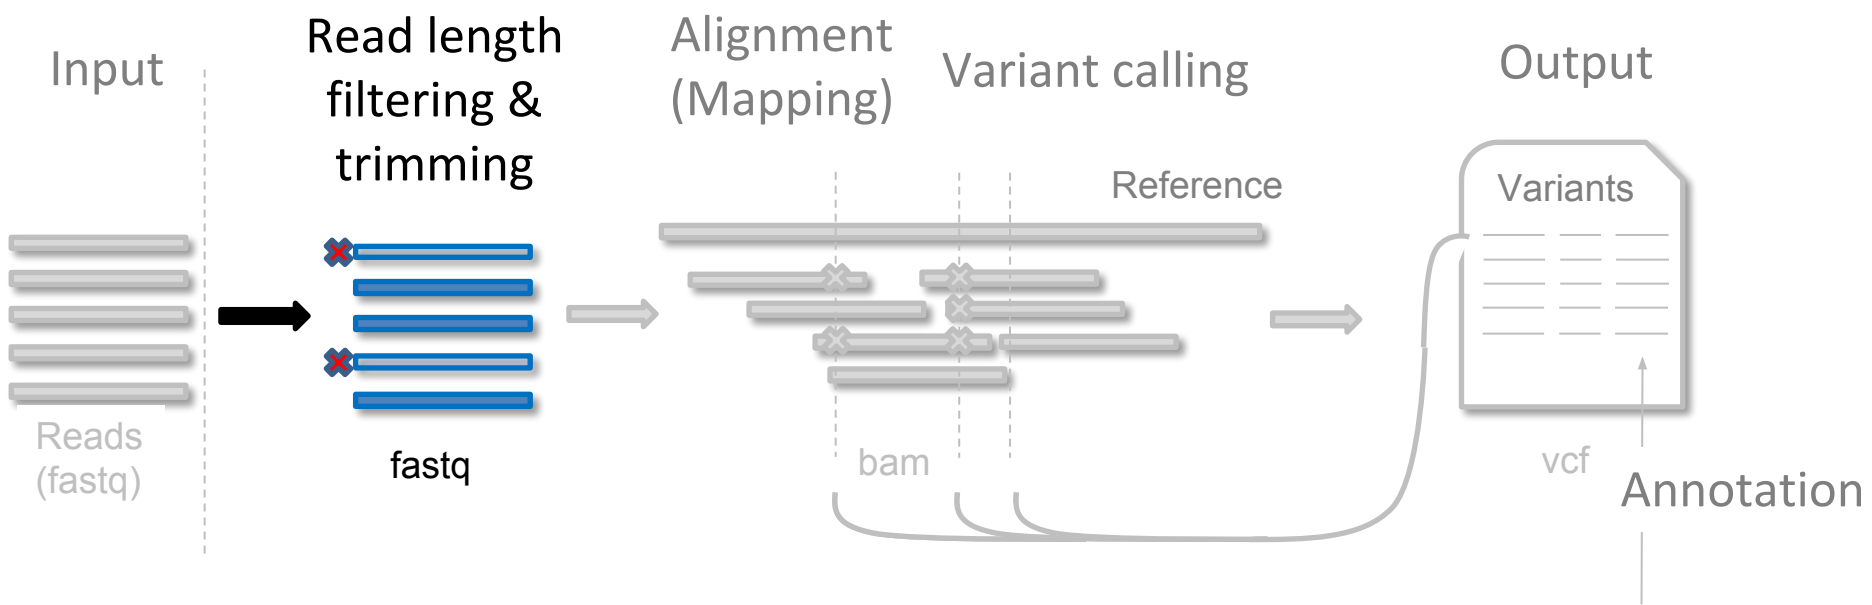 Input
Read length
filtering &
trimming
Alignment
(Mapping)
Variant calling
Output
Reference
Variants
Reads
(fastq)
fastq
bam
vcf
Annotation